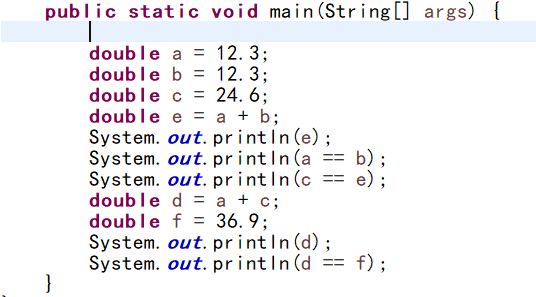 public static void main(String[] args) {
double a = 12.3;
double b = 12.3;
double c = 24.6;
double e = a + b;
System.out.println(e);
System.out.println(a == b);
System.out.println(c == e);
double d = a + c;
double f = 36.9;
System.out.println(d);
System.out.println(d == f);
}